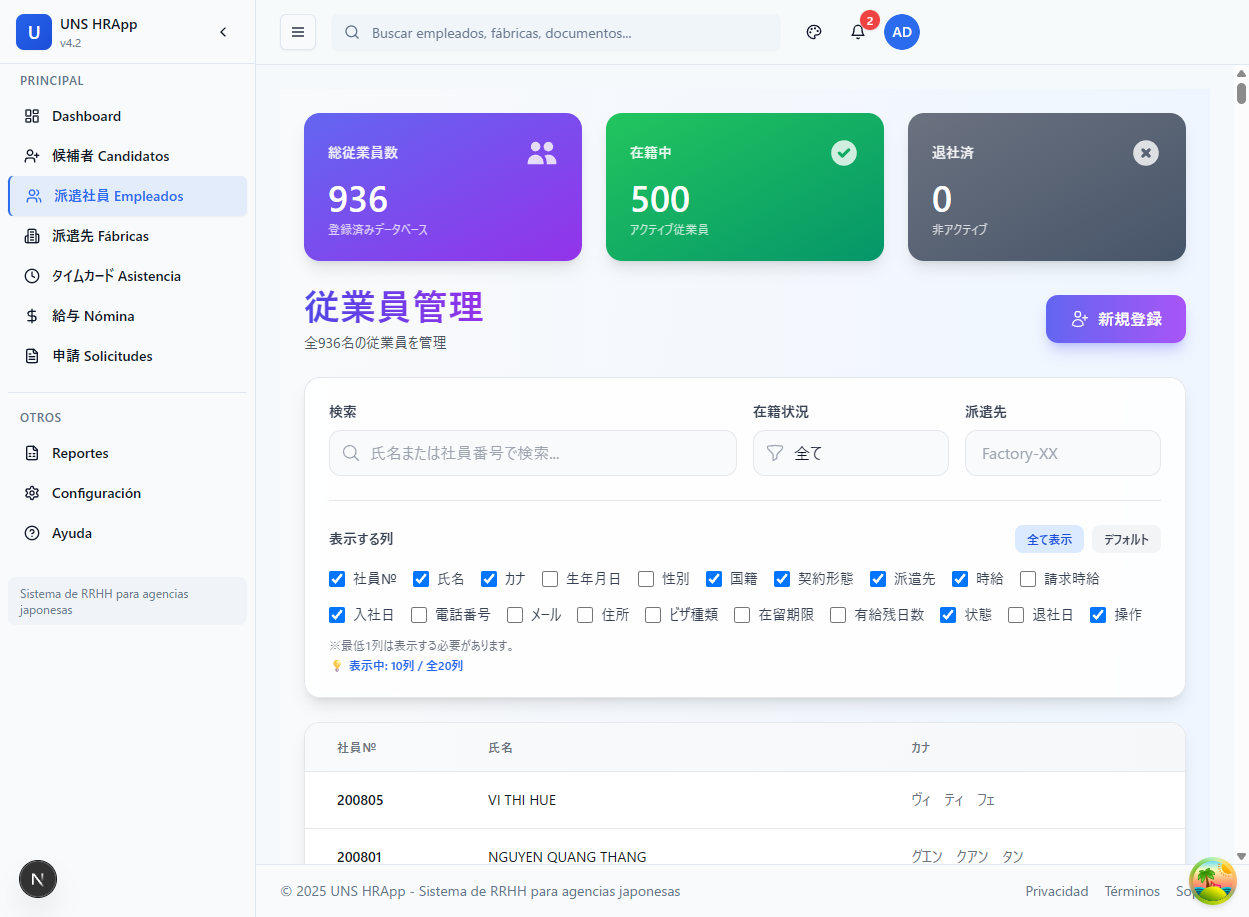 U UNS HRApp
v4.2
PRINCIPAL
Dashboard
候補者 Candidatos
派遣社員 Empleados
派遣先 Fábricas
タイムカード Asistencia
給与 Nómina
申請 Solicitudes
OTROS
Reportes
Configuración
Ayuda
Sistema de RRHH para agencias
japonesas
N
Buscar empleados, fábricas, documentos...
2
AD
総従業員数
936
登録済みデータベース
在籍中
500
アクティブ従業員
退社済
0
非アクティブ
従業員管理
全936名の従業員を管理
新規登録
検索
氏名または社員番号で検索...
在籍状況
全て
派遣先
Factory-XX
表示する列
全て表示
デフォルト
社員№ 氏名 カナ 生年月日 性別 国籍 契約形態 派遣先 時給 請求時給
入社日 電話番号 メール 住所 ビザ種類 在留期限 有給残日数 状態 退社日 操作
※最低1列は表示する必要があります。
表示中: 10列 / 全20列
社員№ 氏名 カナ
200805 VI THI HUE ヴィ ティ フェ
200801 NGUYEN QUANG THANG グエン クアン タン
© 2025 UNS HRApp - Sistema de RRHH para agencias japonesas
Privacidad Términos